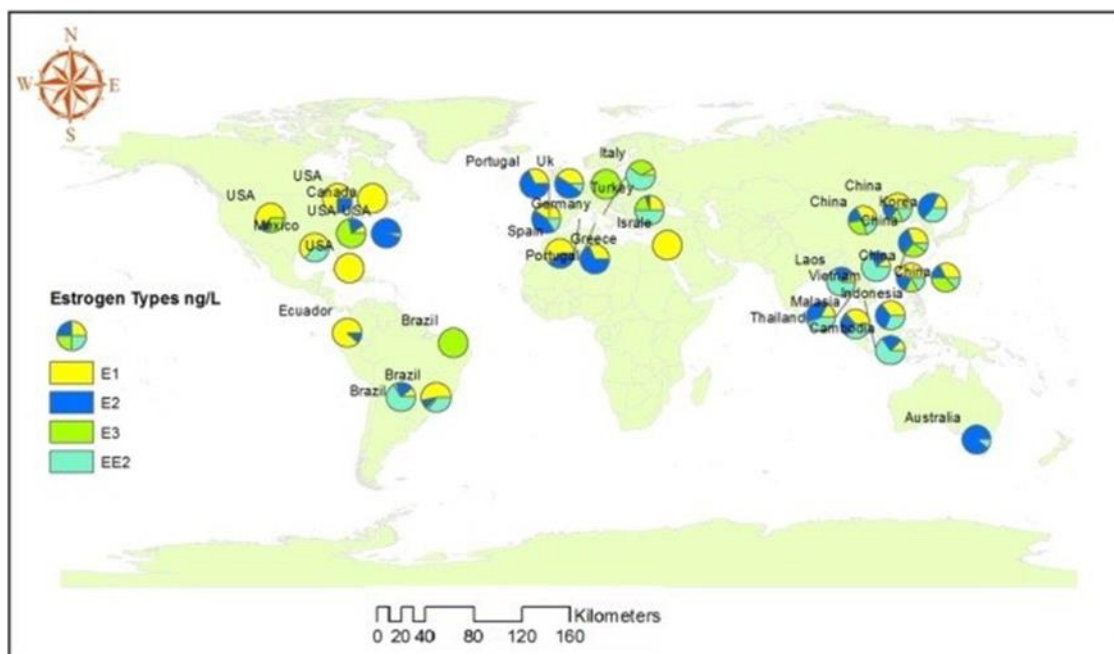 N
W E
S
Portugal Uk Italy
USA
China
USA Canada
Turkey
China Korea
USA USA
Germany
China
Mexico
Isrule
Spain
USA
Greece
Portugal
Laos China
Vietnam China
Estrogen Types ng/L
Indonesia
Malasia
Ecuador
Thailand
Brazil
Cambodia
E1
Brazil
Brazil
E2
Australia
E3
EE2
Kilometers
0 20 40 80 120 160